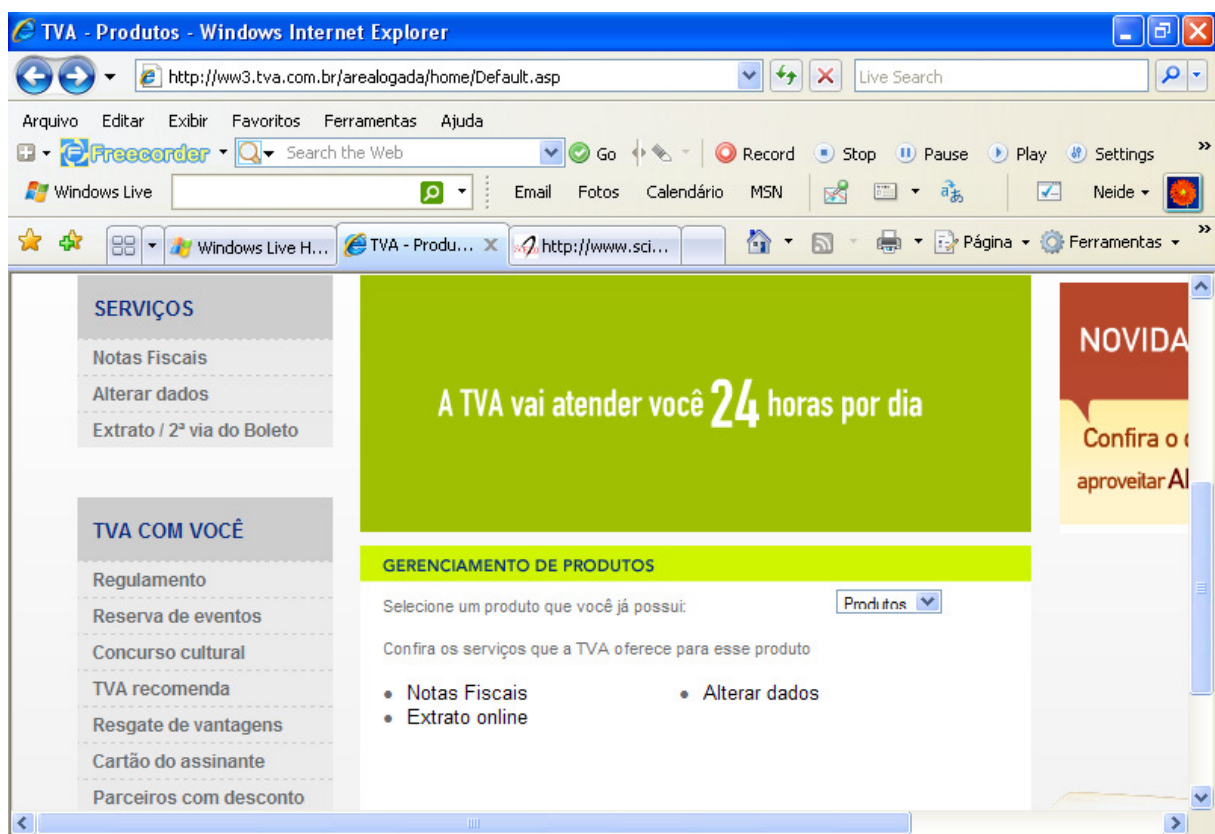 TVA - Produtos - Windows Internet Explorer
http://ww3.tva.com.br/arealogada/home/Default.asp
Live Search
Arquivo Editar Exibir Favoritos Ferramentas Ajuda
Freecorder Search the Web Go Record Stop Pause Play Settings »
Windows Live Email Fotos Calendário MSN Neide
Windows Live H... TVA - Produ... X http://www.sci... Página Ferramentas »
SERVIÇOS
Notas Fiscais
Alterar dados
Extrato / 2ª via do Boleto
TVA COM VOCÊ
Regulamento
Reserva de eventos
Concurso cultural
TVA recomenda
Resgate de vantagens
Cartão do assinante
Parceiros com desconto
A TVA vai atender você 24 horas por dia
GERENCIAMENTO DE PRODUTOS
Selecione um produto que você já possui: Produtos
Confira os serviços que a TVA oferece para esse produto
• Notas Fiscais • Alterar dados
• Extrato online
NOVIDA
Confira o
aproveitar